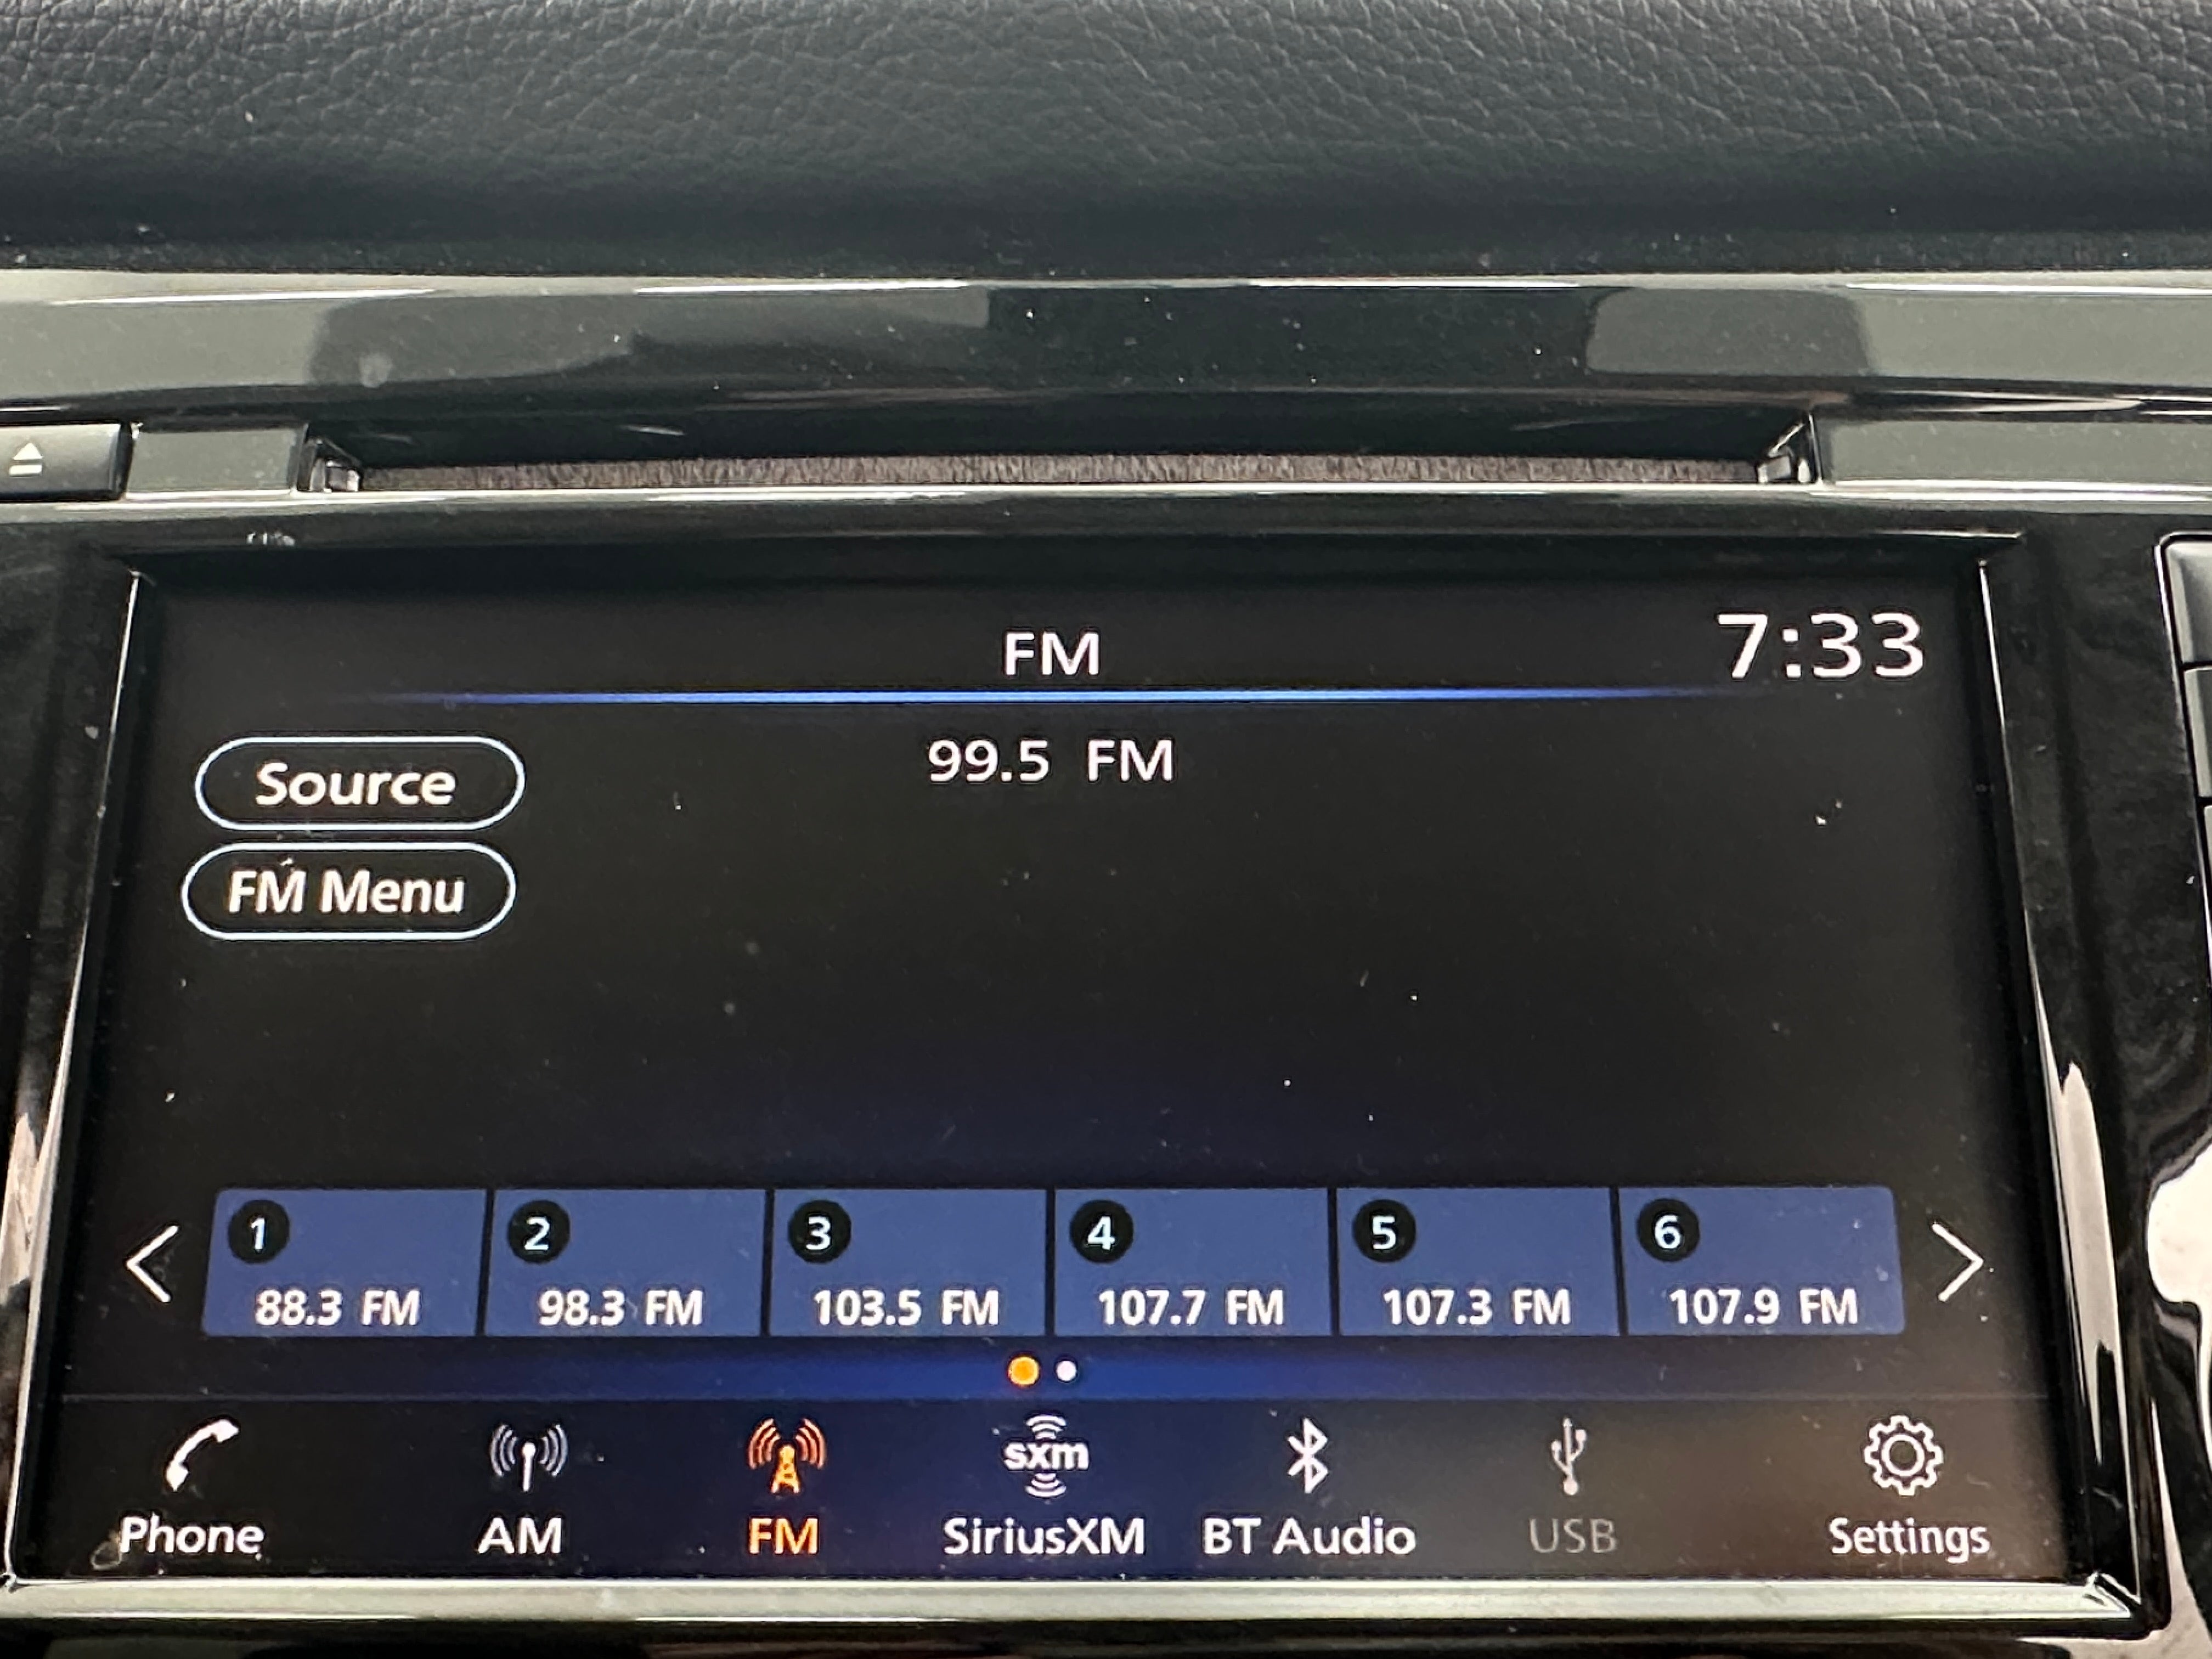 FM
7:33
99.5 FM
Source
FM Menu
1 2 3 4 5 6
88.3 FM 98.3 FM 103.5 FM 107.7 FM 107.3 FM 107.9 FM
sxm
Phone AM FM SiriusXM BT Audio USB Settings